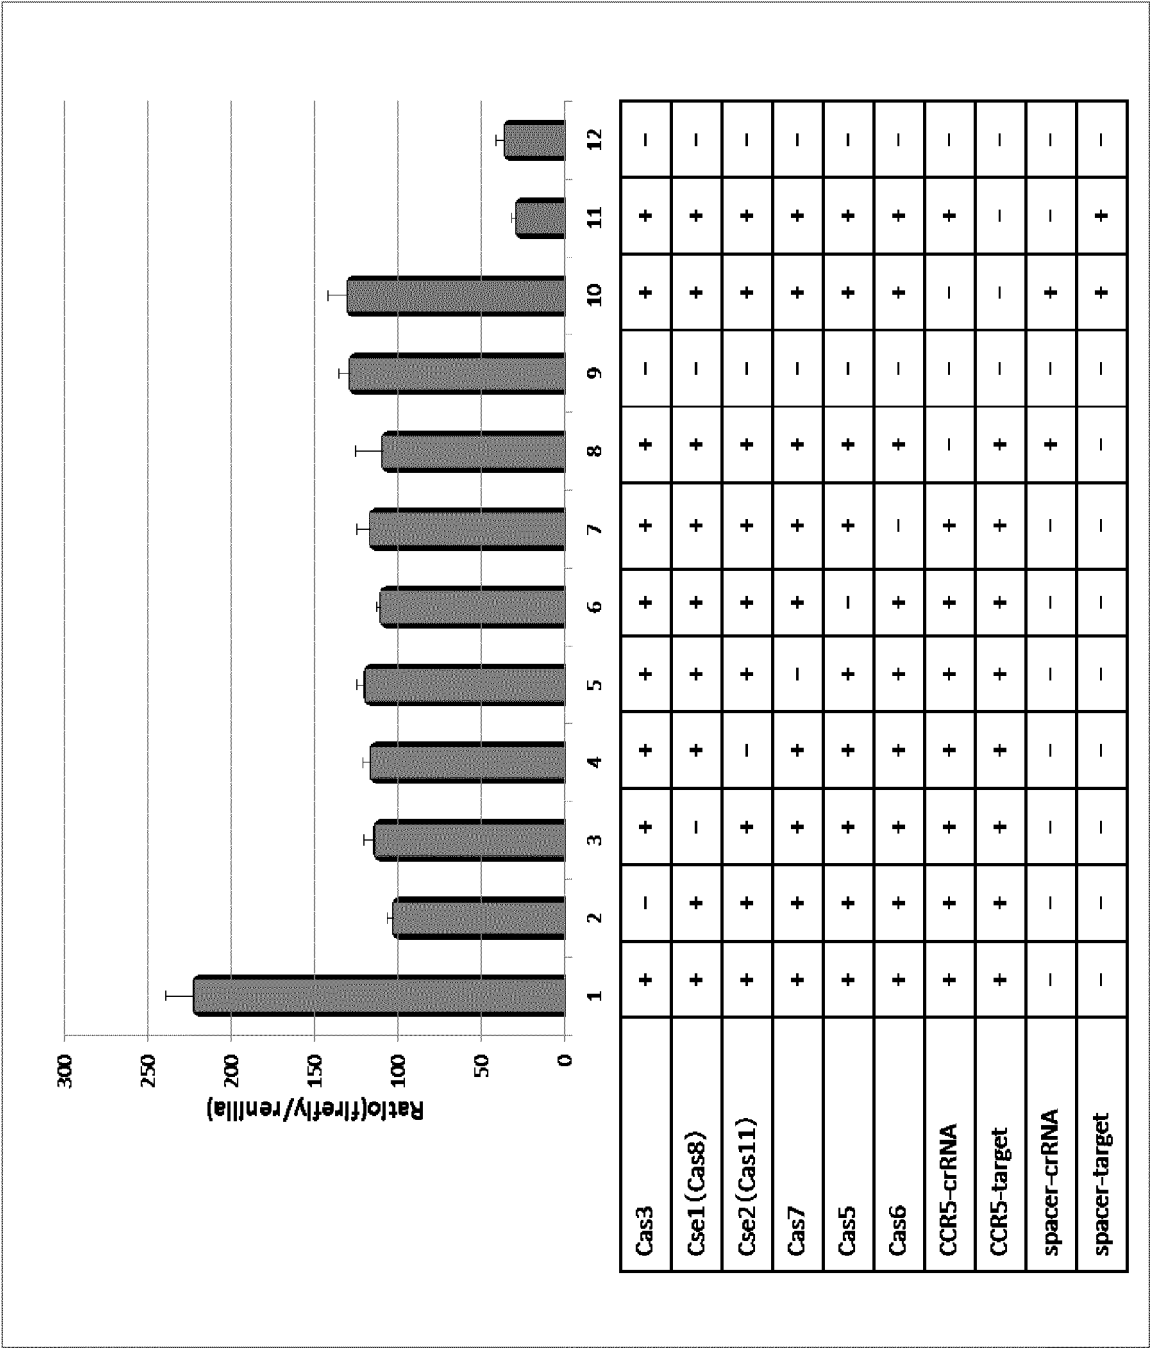 Ratio(firefly/renilla)
300
250
200
150
100
50
0
1 2 3 4 5 6 7 8 9 10 11 12
Cas3 + − + + + + + + − + + −
Cse1(Cas8) + + − + + + + + − + + −
Cse2(Cas11) + + + − + + + + − + + −
Cas7 + + + + − + + + − + + −
Cas5 + + + + + − + + − + + −
Cas6 + + + + + + − + − + + −
CCR5-crRNA + + + + + + + − − − + −
CCR5-target + + + + + + + + − − − −
spacer-crRNA − − − − − − − + − + − −
spacer-target − − − − − − − − − + + −